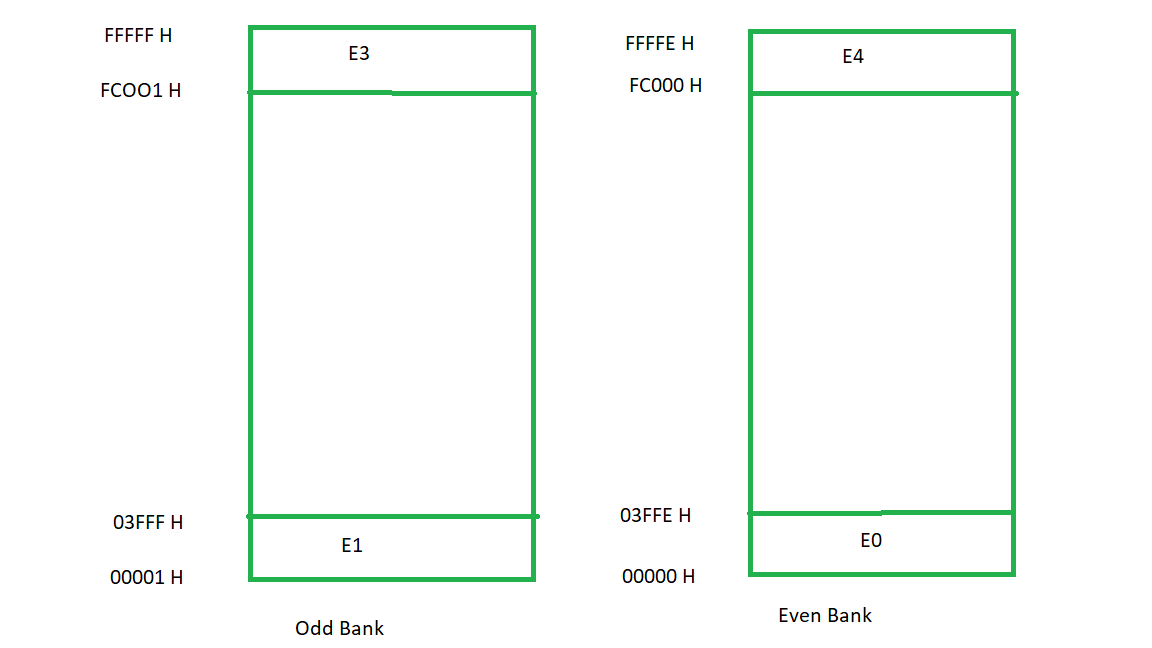 FFFFF H
E3
FCOO1 H
03FFF H
E1
00001 H
Odd Bank
FFFFE H
E4
FC000 H
03FFE H
E0
00000 H
Even Bank